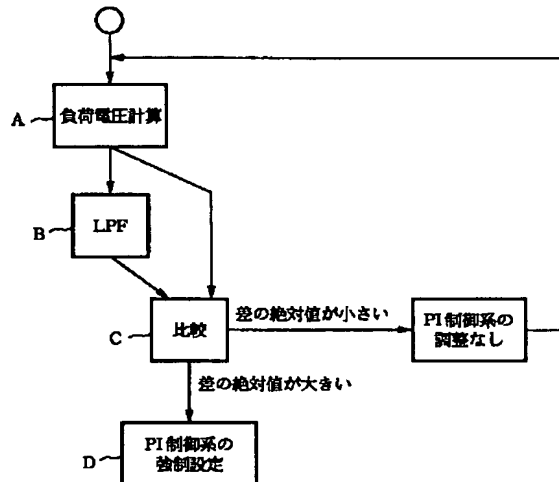 A
負荷電圧計算
B
LPF
C
比較
差の絶対値が小さい
PI制御系の
調整なし
差の絶対値が大きい
D
PI制御系の
強制設定